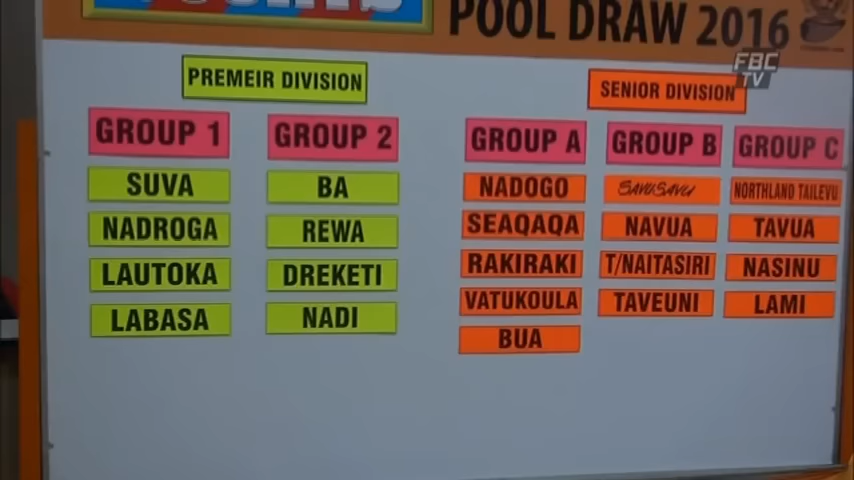 POOL DRAW 2016
FBC
TV
PREMEIR DIVISION
GROUP 1
GROUP 2
SUVA
BA
NADROGA
REWA
LAUTOKA
DREKETI
LABASA
NADI
SENIOR DIVISION
GROUP A
GROUP B
GROUP C
NADOGO
SAVUSAVU
NORTHLAND TAILEVU
SEAQAQA
NAVUA
TAVUA
RAKIRAKI
T/NAITASIRI
NASINU
VATUKOULA
TAVEUNI
LAMI
BUA